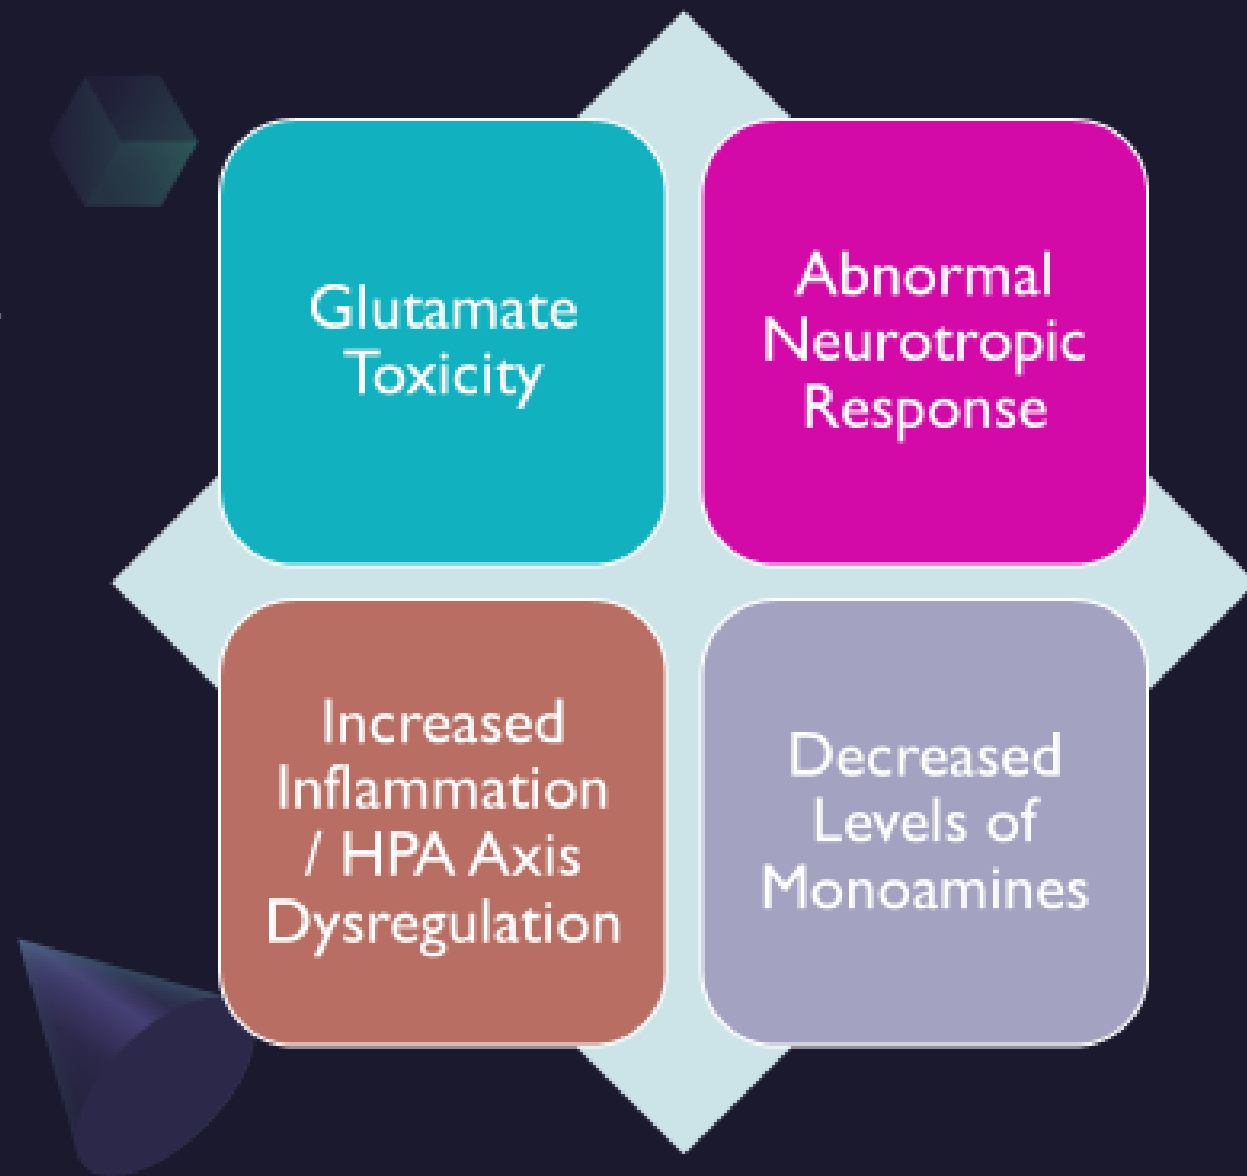 Glutamate
Toxicity
Abnormal
Neurotropic
Response
Increased
Inflammation
/ HPA Axis
Dysregulation
Decreased
Levels of
Monoamines